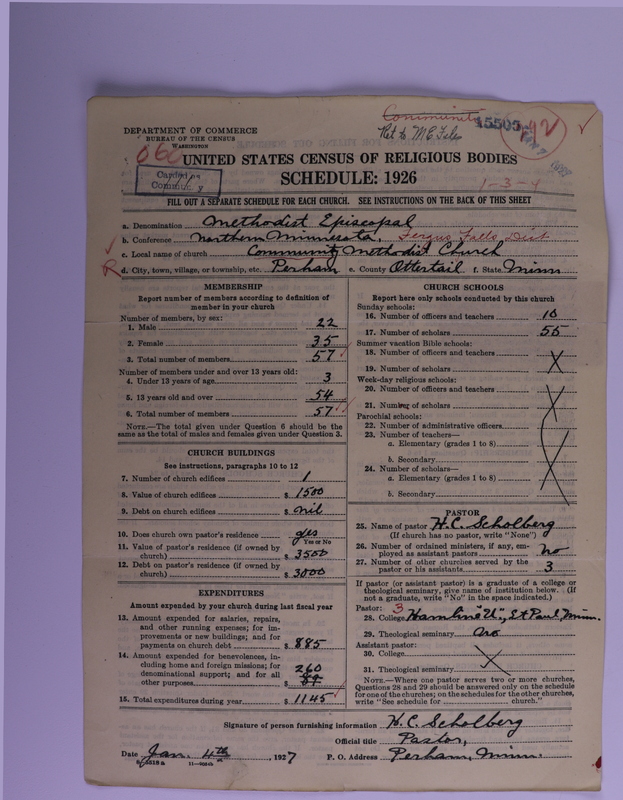 Community
Ret to M.E. File
15505
DEPARTMENT OF COMMERCE
BUREAU OF THE CENSUS
WASHINGTON
060
UNITED STATES CENSUS OF RELIGIOUS BODIES
SCHEDULE: 1926
1-3-4
FILL OUT A SEPARATE SCHEDULE FOR EACH CHURCH. SEE INSTRUCTIONS ON THE BACK OF THIS SHEET
a. Denomination Methodist Episcopal
b. Conference Northern Minnesota, Fergus Falls Dist
c. Local name of church Community Methodist Church
d. City, town, village, or township, etc. Perham e. County Ottertail f. State Minn
MEMBERSHIP
Report number of members according to definition of
member in your church
Number of members, by sex:
1. Male 22
2. Female 35
3. Total number of members 57
Number of members under and over 13 years old:
4. Under 13 years of age 3
5. 13 years old and over 54
6. Total number of members 57
NOTE.—The total given under Question 6 should be the
same as the total of males and females given under Question 3.
CHURCH BUILDINGS
See instructions, paragraphs 10 to 12
7. Number of church edifices 1
8. Value of church edifices $ 1500
9. Debt on church edifices $ nil
10. Does church own pastor's residence? yes
Yes or No
11. Value of pastor's residence (if owned by
church) $ 3500
12. Debt on pastor's residence (if owned by
church) $ 3000
EXPENDITURES
Amount expended by your church during last fiscal year
13. Amount expended for salaries, repairs,
and other running expenses; for im-
provements or new buildings; and for
payments on church debt $ 885
14. Amount expended for benevolences, in-
cluding home and foreign missions; for
denominational support; and for all
other purposes $ 260
15. Total expenditures during year $ 1145
CHURCH SCHOOLS
Report here only schools conducted by this church
Sunday schools:
16. Number of officers and teachers 10
17. Number of scholars 55
Summer vacation Bible schools:
18. Number of officers and teachers
19. Number of scholars
Week-day religious schools:
20. Number of officers and teachers
21. Number of scholars
Parochial schools:
22. Number of administrative officers
23. Number of teachers—
a. Elementary (grades 1 to 8)
b. Secondary
24. Number of scholars—
a. Elementary (grades 1 to 8)
b. Secondary
PASTOR
25. Name of pastor H.C. Scholberg
(If church has no pastor, write "None")
26. Number of ordained ministers, if any, em-
ployed as assistant pastors no
27. Number of other churches served by the
pastor or his assistants 3
If pastor (or assistant pastor) is a graduate of a college or
theological seminary, give name of institution below. (If
not a graduate, write "No" in the space indicated.)
Pastor: 3
28. College Hamline "U", St Paul, Minn.
29. Theological seminary no
Assistant pastor:
30. College
31. Theological seminary
NOTE.—Where one pastor serves two or more churches,
Questions 28 and 29 should be answered only on the schedule
for one of the churches; on the schedules for the other churches,
write "See schedule for church."
Signature of person furnishing information H. C. Scholberg
Official title Pastor,
Date Jan. 4th, 1927 P. O. Address Perham, Minn.